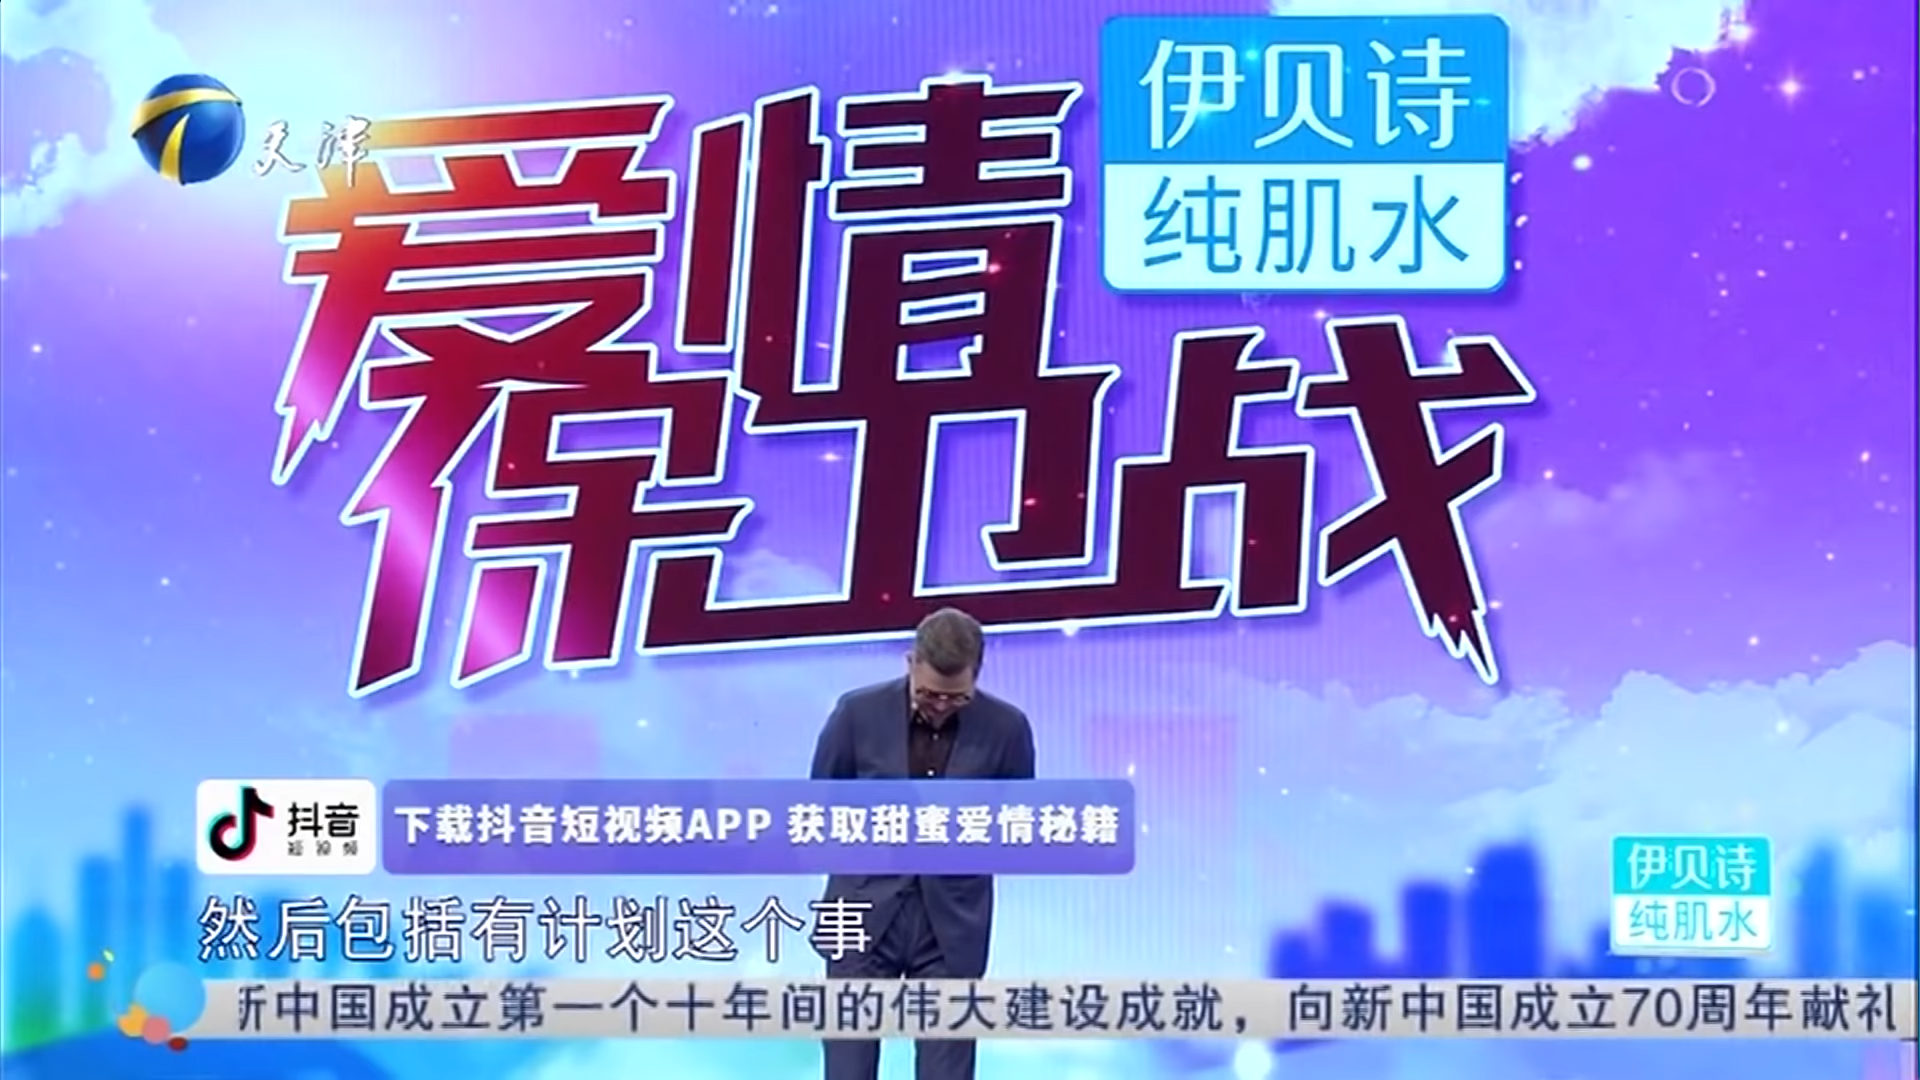 天津
爱情
保卫战
伊贝诗
纯肌水
抖音
短视频
下载抖音短视频APP 获取甜蜜爱情秘籍
然后包括有计划这个事
伊贝诗
纯肌水
新中国成立第一个十年间的伟大建设成就，向新中国成立70周年献礼